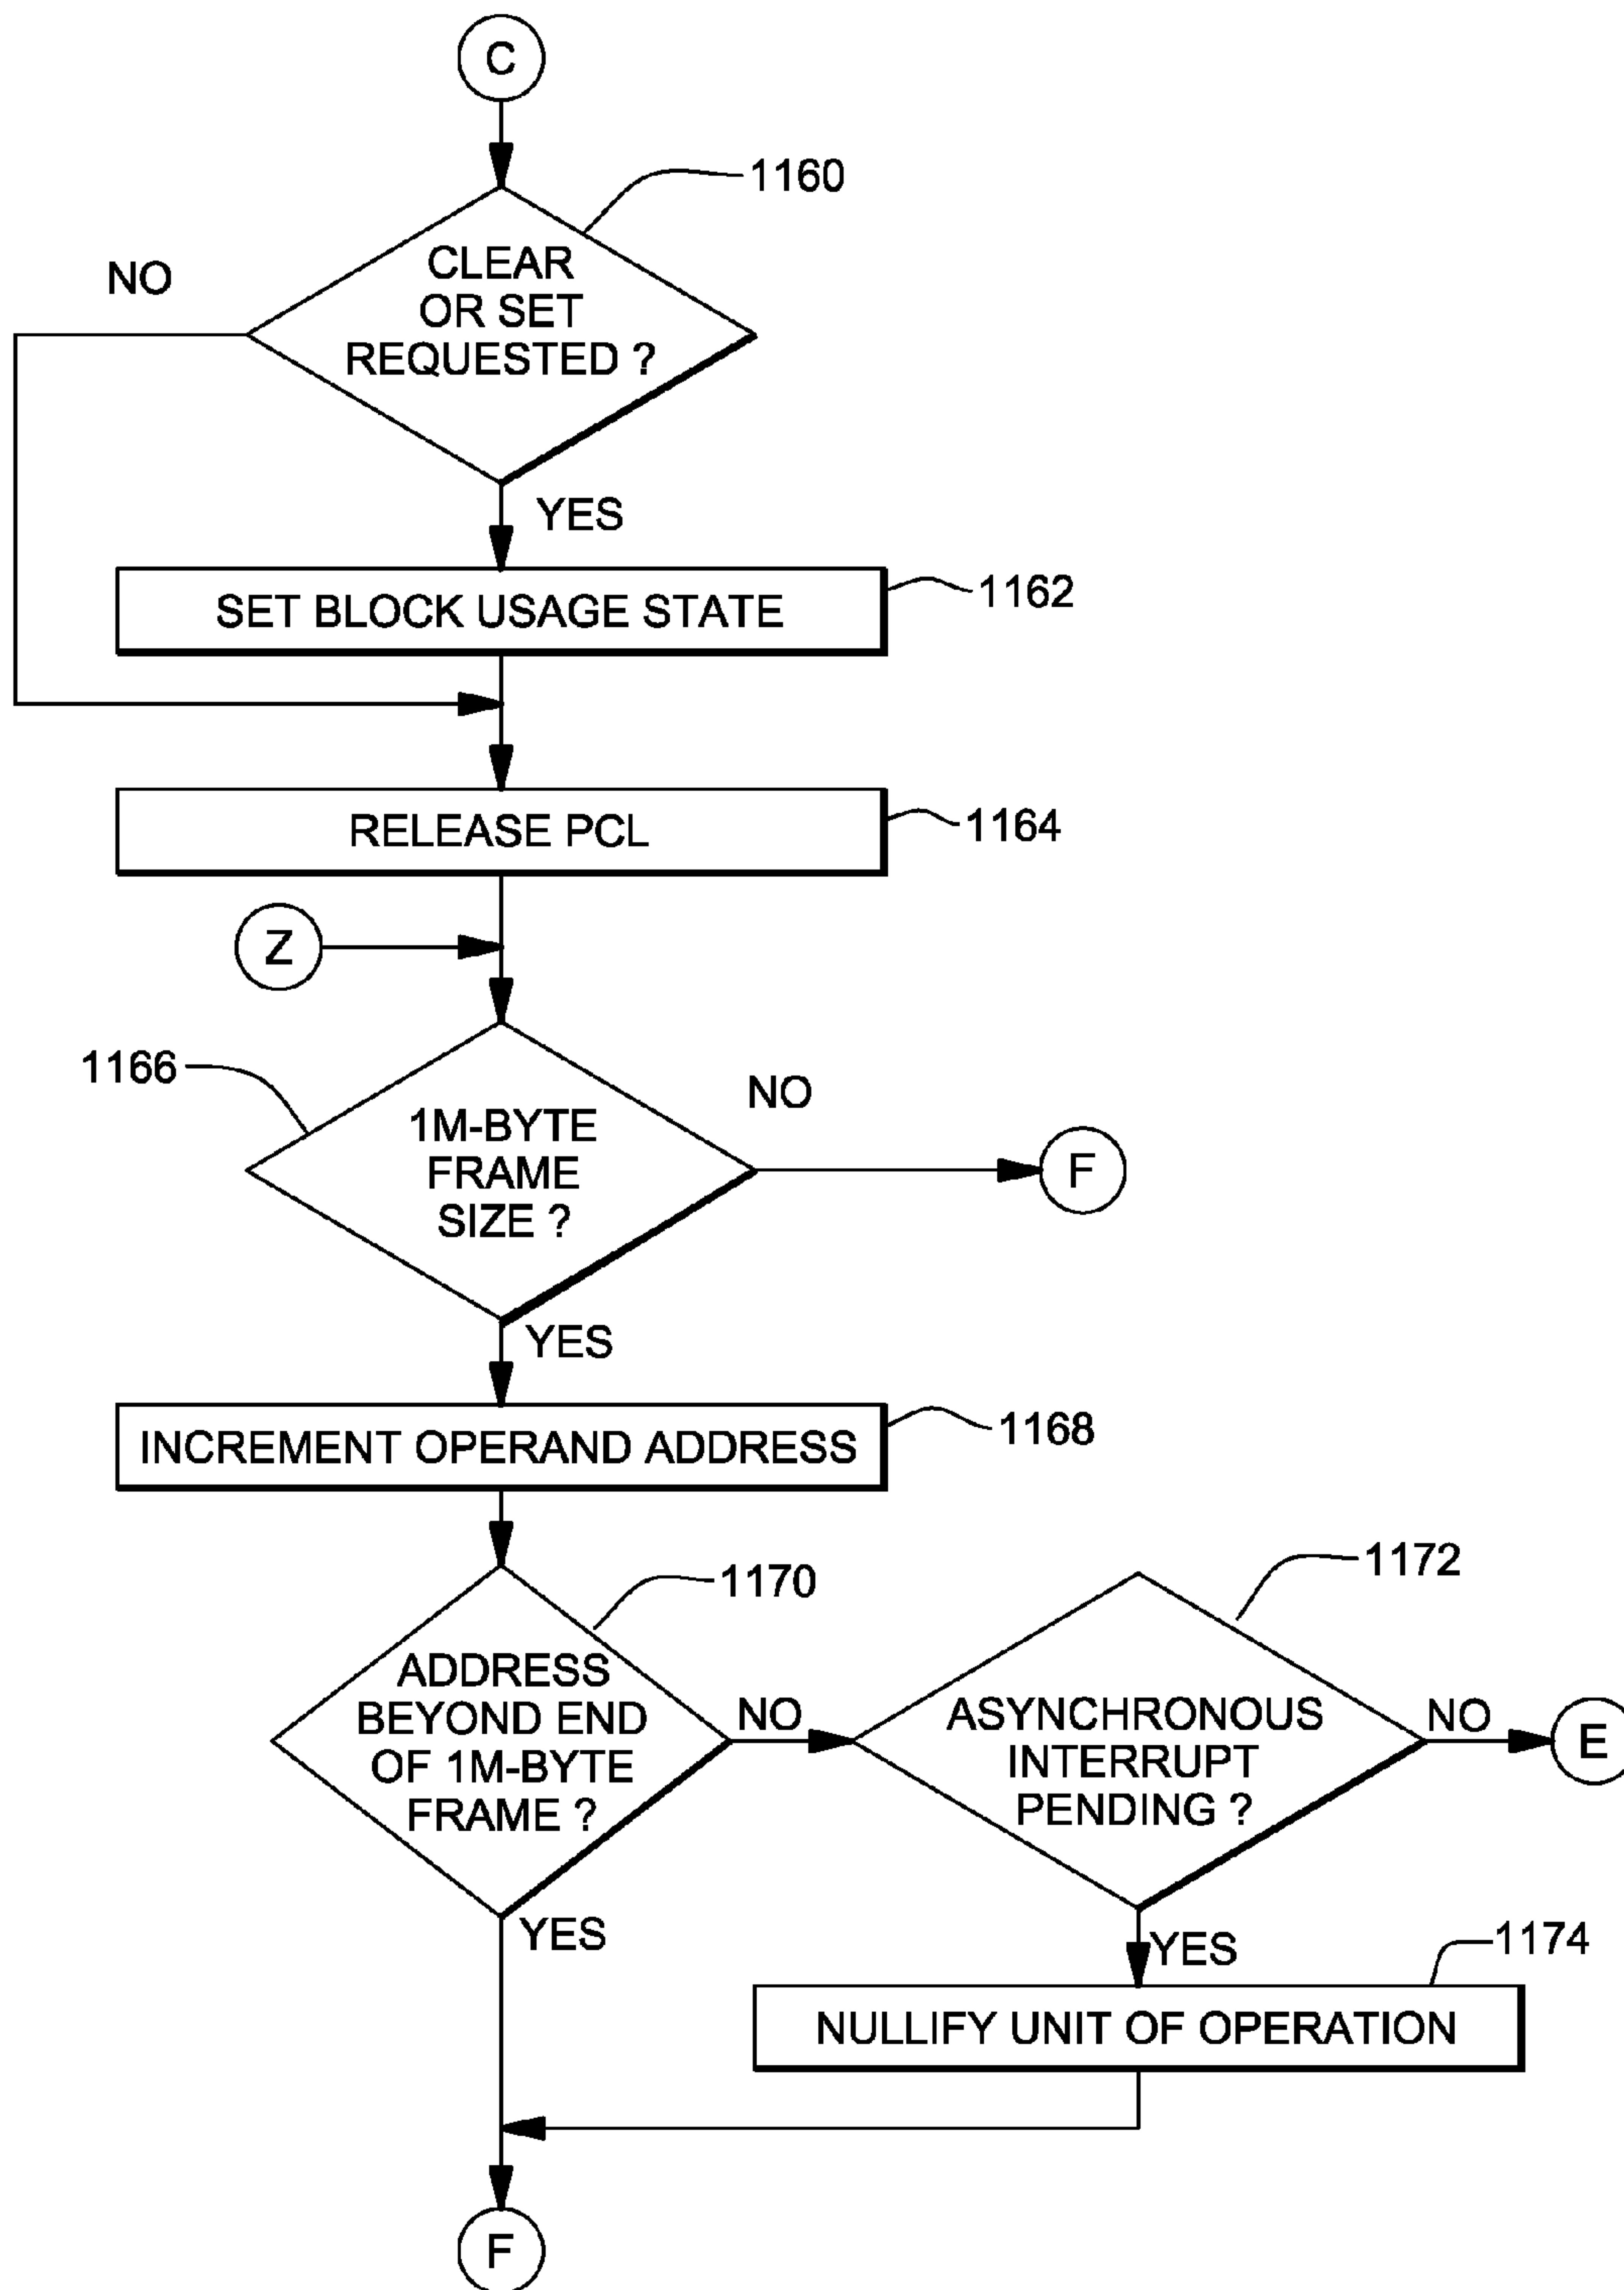 C
1160
CLEAR
OR SET
REQUESTED ?
NO
YES
SET BLOCK USAGE STATE
1162
RELEASE PCL
1164
Z
1166
1M-BYTE
FRAME
SIZE ?
NO
F
YES
INCREMENT OPERAND ADDRESS
1168
1170
ADDRESS
BEYOND END
OF 1M-BYTE
FRAME ?
NO
1172
ASYNCHRONOUS
INTERRUPT
PENDING ?
NO
E
YES
YES
1174
NULLIFY UNIT OF OPERATION
F